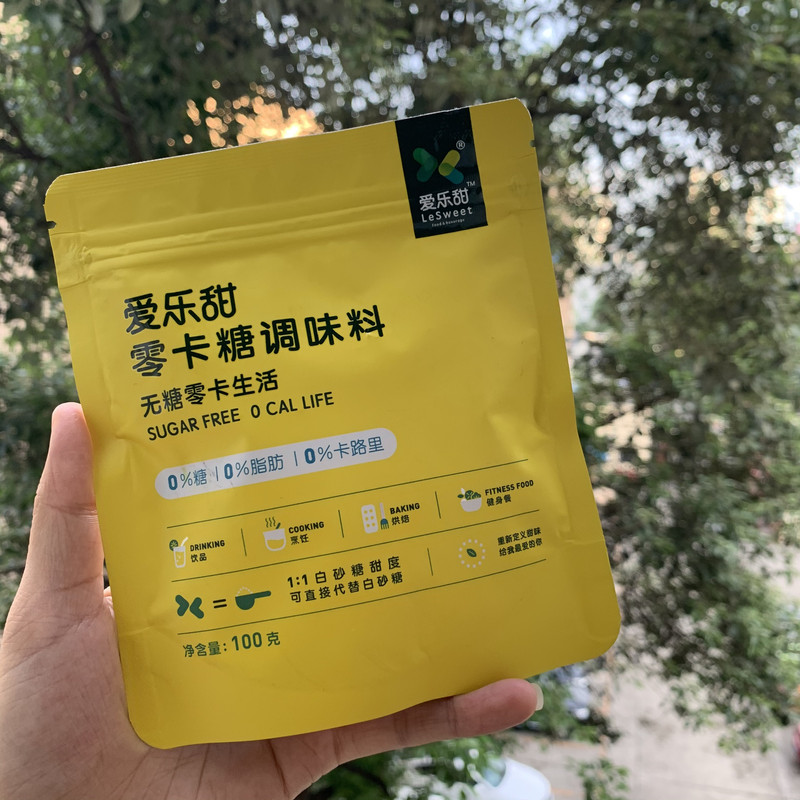 ®
爱乐甜™
LeSweet
Food & Beverage
爱乐甜
零卡糖调味料
无糖零卡生活
SUGAR FREE 0 CAL LIFE
0%糖 | 0%脂肪 | 0%卡路里
DRINKING
饮品
COOKING
烹饪
BAKING
烘焙
FITNESS FOOD
健身餐
=
1:1白砂糖甜度
可直接代替白砂糖
重新定义甜味
给我最爱的你
净含量: 100克